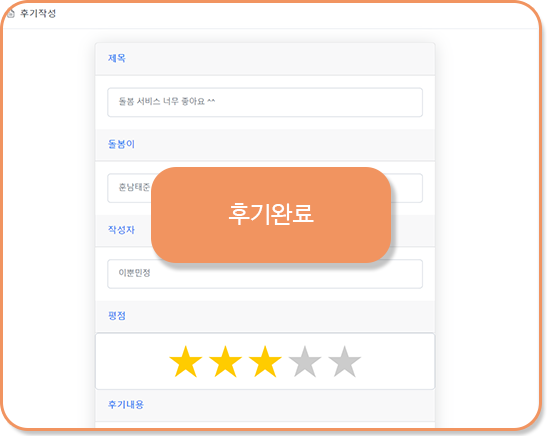 후기작성
제목
돌봄 서비스 너무 좋아요 ^^
돌봄이
훈남태준
후기완료
작성자
이쁜민정
평점
후기내용